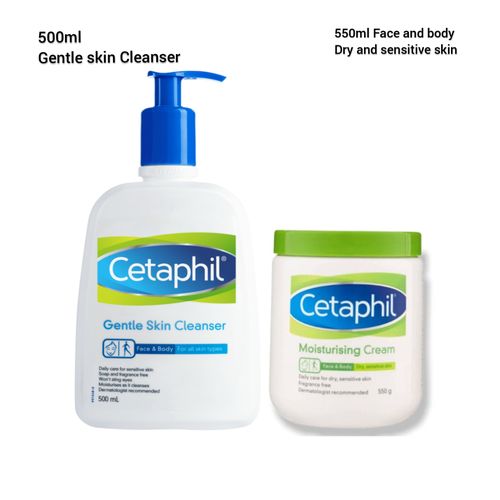 500ml
Gentle skin Cleanser
550ml Face and body
Dry and sensitive skin
Cetaphil®
Gentle Skin Cleanser
Face & Body For all skin types
Daily care for sensitive skin
Soap and fragrance free
Won't sting eyes
Moisturises as it cleanses
Dermatologist recommended
500 mL
Cetaphil®
Moisturising Cream
Face & Body Dry, sensitive skin
Daily care for dry, sensitive skin
Fragrance free
Dermatologist recommended 550 g